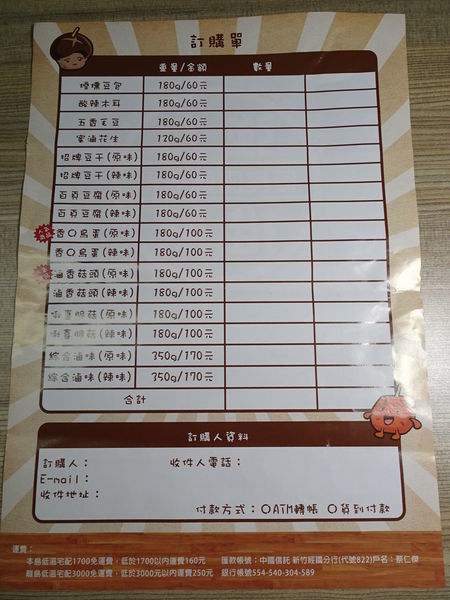 訂購單
重量/金額 數量
煙燻豆包 180g/60元
酸辣木耳 180g/60元
五香毛豆 180g/60元
家滷花生 120g/60元
招牌豆干(原味) 180g/60元
招牌豆干(辣味) 180g/60元
百頁豆腐(原味) 180g/60元
百頁豆腐(辣味) 180g/60元
香Q鳥蛋(原味) 180g/100元
香Q鳥蛋(辣味) 180g/100元
滷香菇頭(原味) 180g/100元
滷香菇頭(辣味) 180g/100元
菇(原味) 180g/100元
菇(辣味) 180g/100元
綜合滷味(原味) 350g/170元
綜合滷味(辣味) 350g/170元
合計
訂購人資料
訂購人： 收件人電話：
E-mail：
收件地址：
付款方式：○ATM轉帳 ○貨到付款
運費：
本島低溫宅配1700免運費，低於1700以內運費160元 匯款帳號：中國信託 新竹經國分行(代號822)戶名：蔡仁傑
離島低溫宅配3000元免運費，低於3000元以內運費250元 銀行帳號554-540-304-589